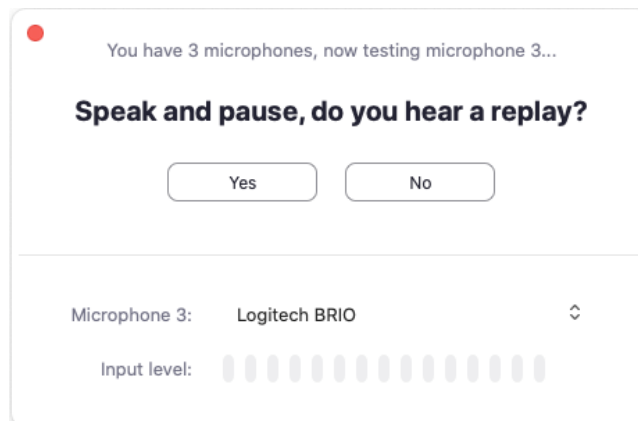 You have 3 microphones, now testing microphone 3...
Speak and pause, do you hear a replay?
Yes No
Microphone 3: Logitech BRIO
Input level: